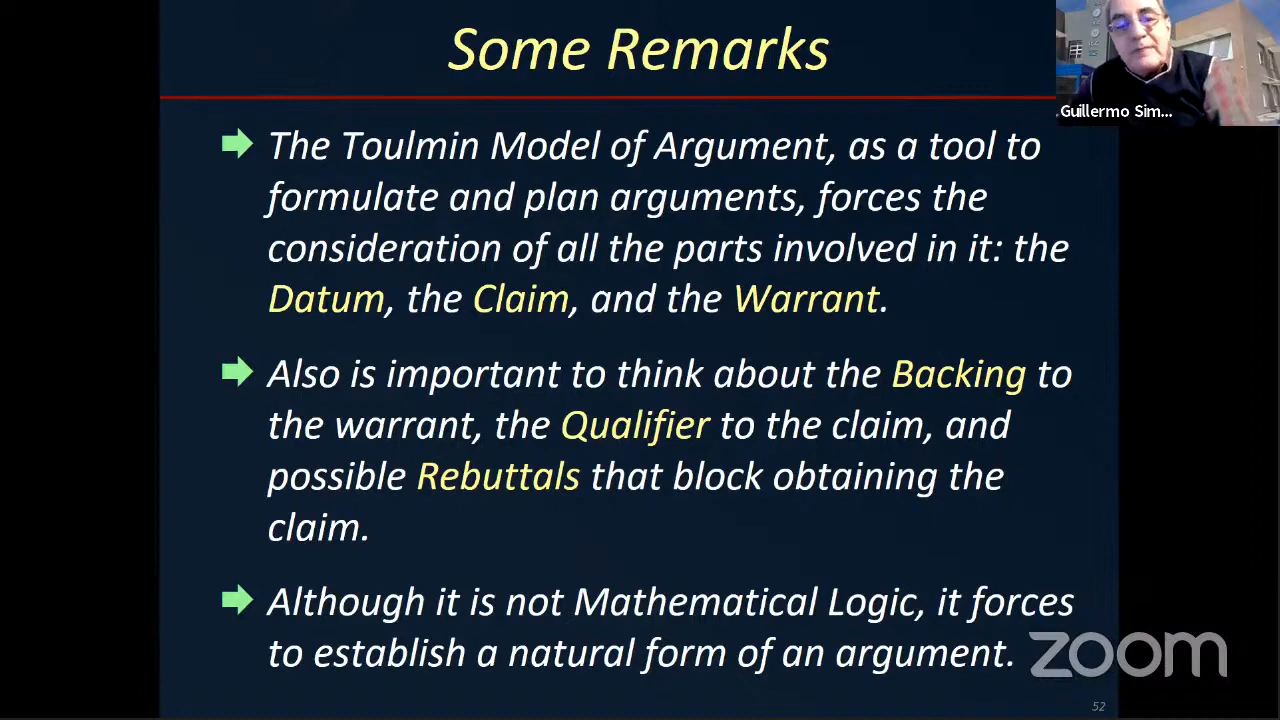 Some Remarks
Guillermo Sim...
The Toulmin Model of Argument, as a tool to
formulate and plan arguments, forces the
consideration of all the parts involved in it: the
Datum, the Claim, and the Warrant.
Also is important to think about the Backing to
the warrant, the Qualifier to the claim, and
possible Rebuttals that block obtaining the
claim.
Although it is not Mathematical Logic, it forces
to establish a natural form of an argument.
zoom
52